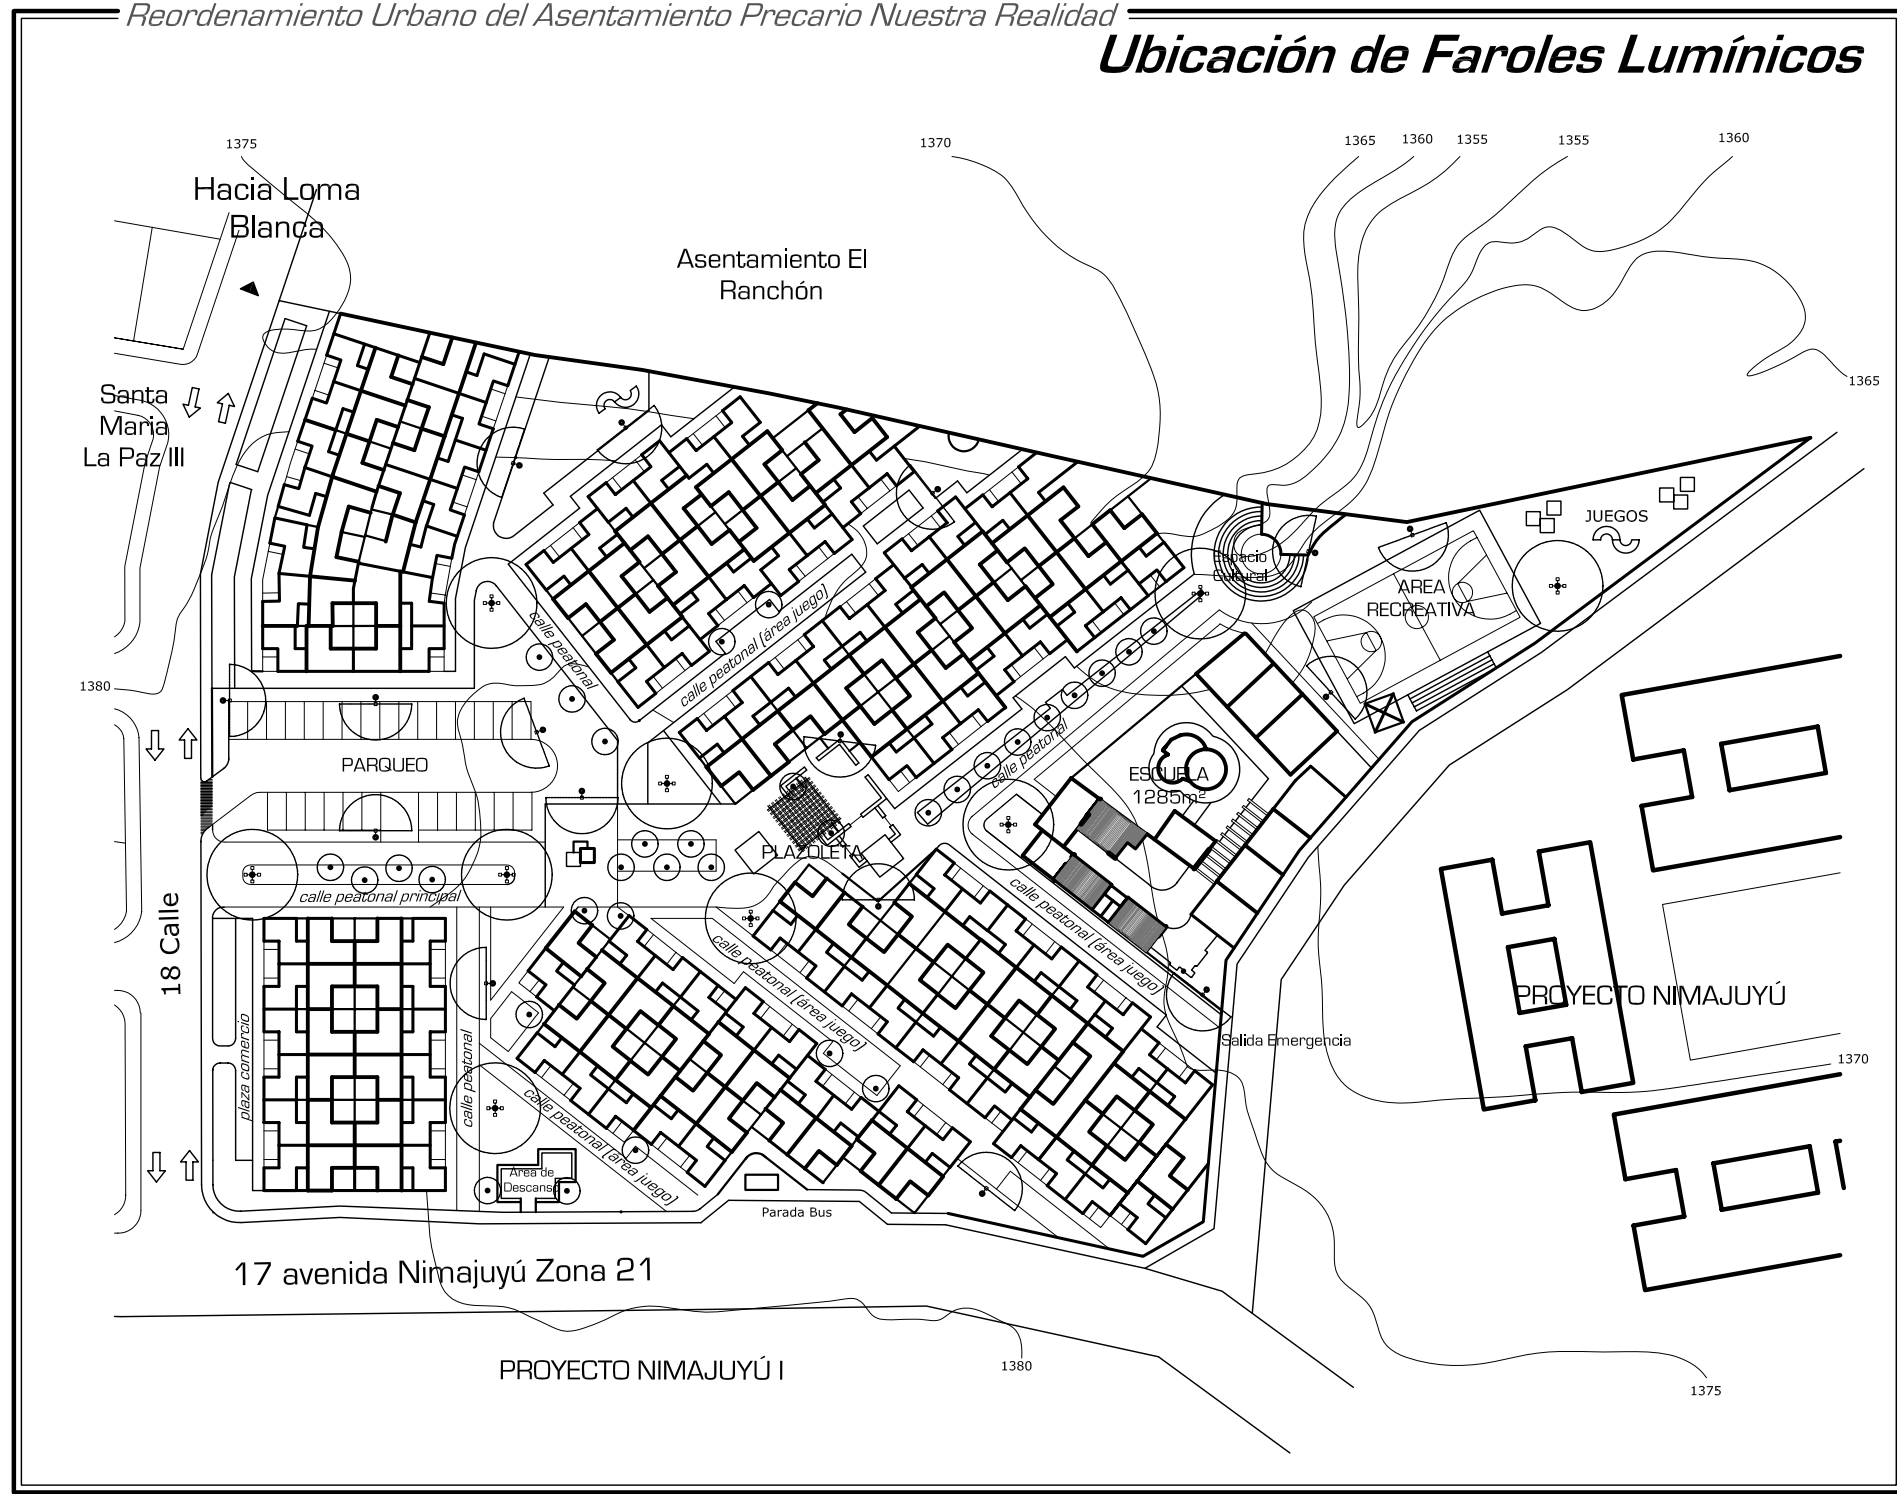 Reordenamiento Urbano del Asentamiento Precario Nuestra Realidad
Ubicación de Faroles Lumínicos
1375
1370
1365
1360
1355
1355
1360
Hacia Loma
Blanca
Asentamiento El
Ranchón
1365
Santa
Maria
La Paz III
JUEGOS
Espacio
Cultural
AREA
RECREATIVA
calle peatonal
calle peatonal (área juego)
1380
PARQUEO
calle peatonal
ESCUELA
1285m²
PLAZOLETA
calle peatonal principal
calle peatonal (área juego)
18 Calle
calle peatonal (área juego)
PROYECTO NIMAJUYÚ
Salida Emergencia
plaza comercio
calle peatonal
1370
calle peatonal (área juego)
Area de
Descanso
Parada Bus
17 avenida Nimajuyú Zona 21
PROYECTO NIMAJUYÚ I
1380
1375